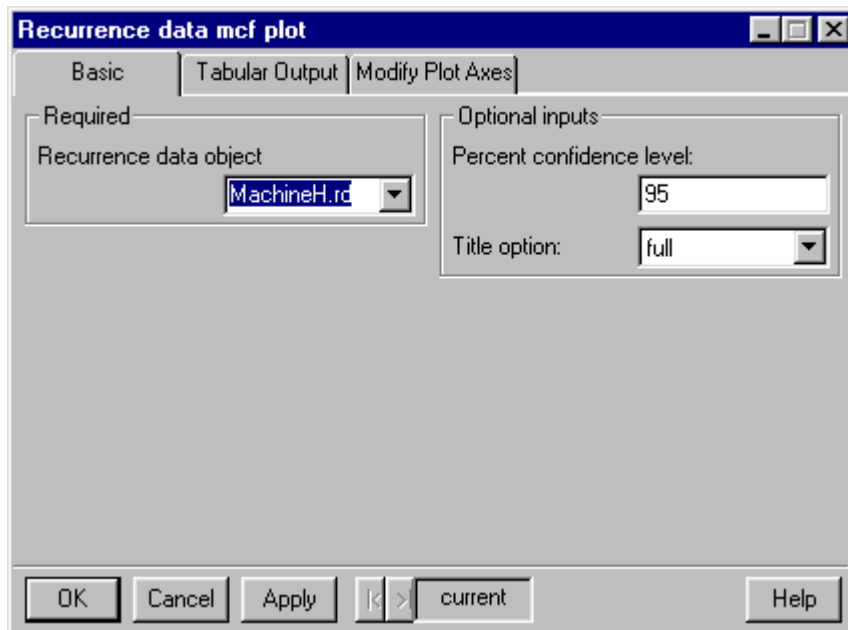 Recurrence data mcf plot
Basic
Tabular Output
Modify Plot Axes
Required
Recurrence data object
MachineH.rd
Optional inputs
Percent confidence level:
95
Title option:
full
OK
Cancel
Apply
current
Help